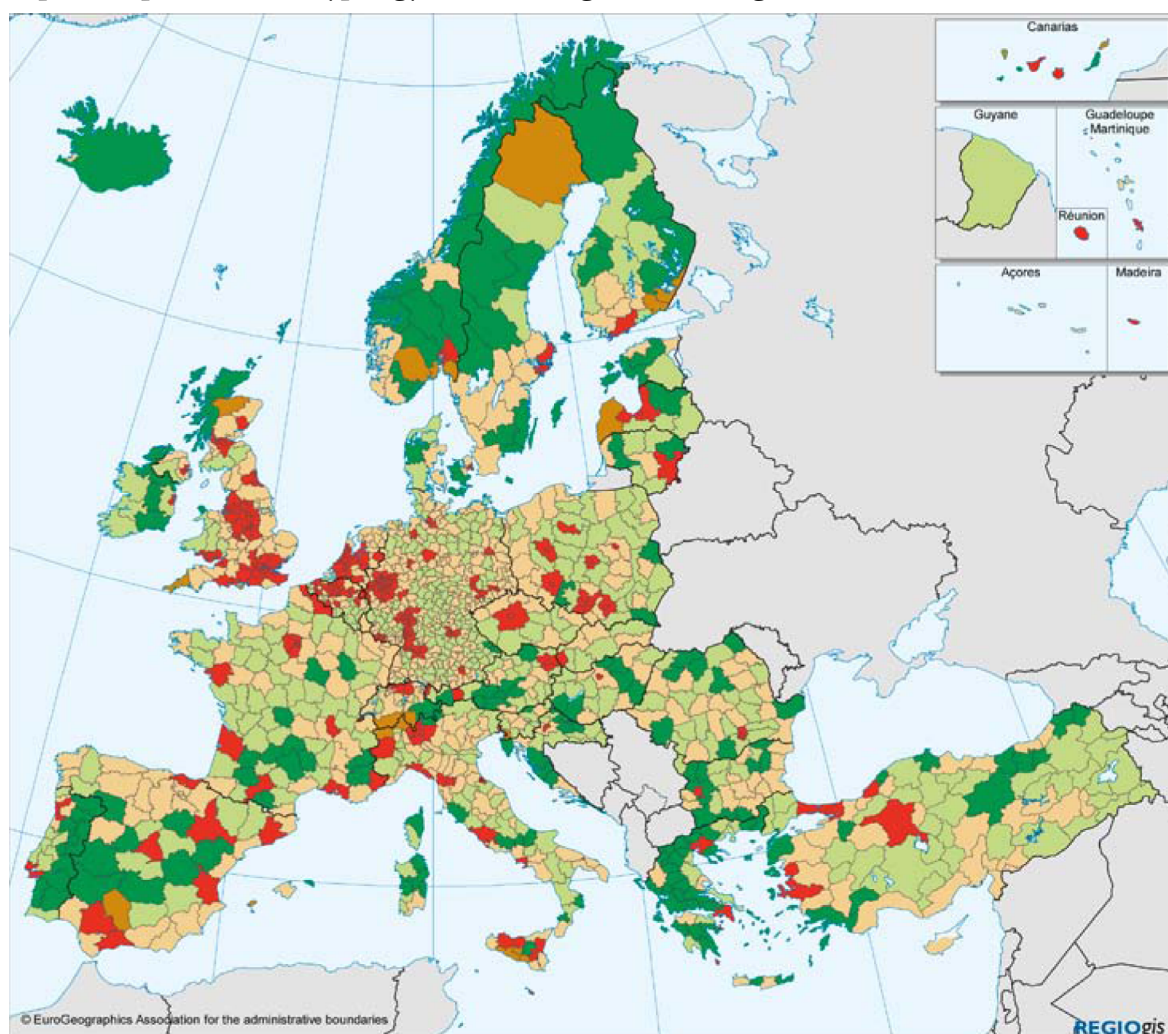 Canarias
Guyane
Guadeloupe
Martinique
Réunion
Açores
Madeira
© EuroGeographics Association for the administrative boundaries
REGIOgis